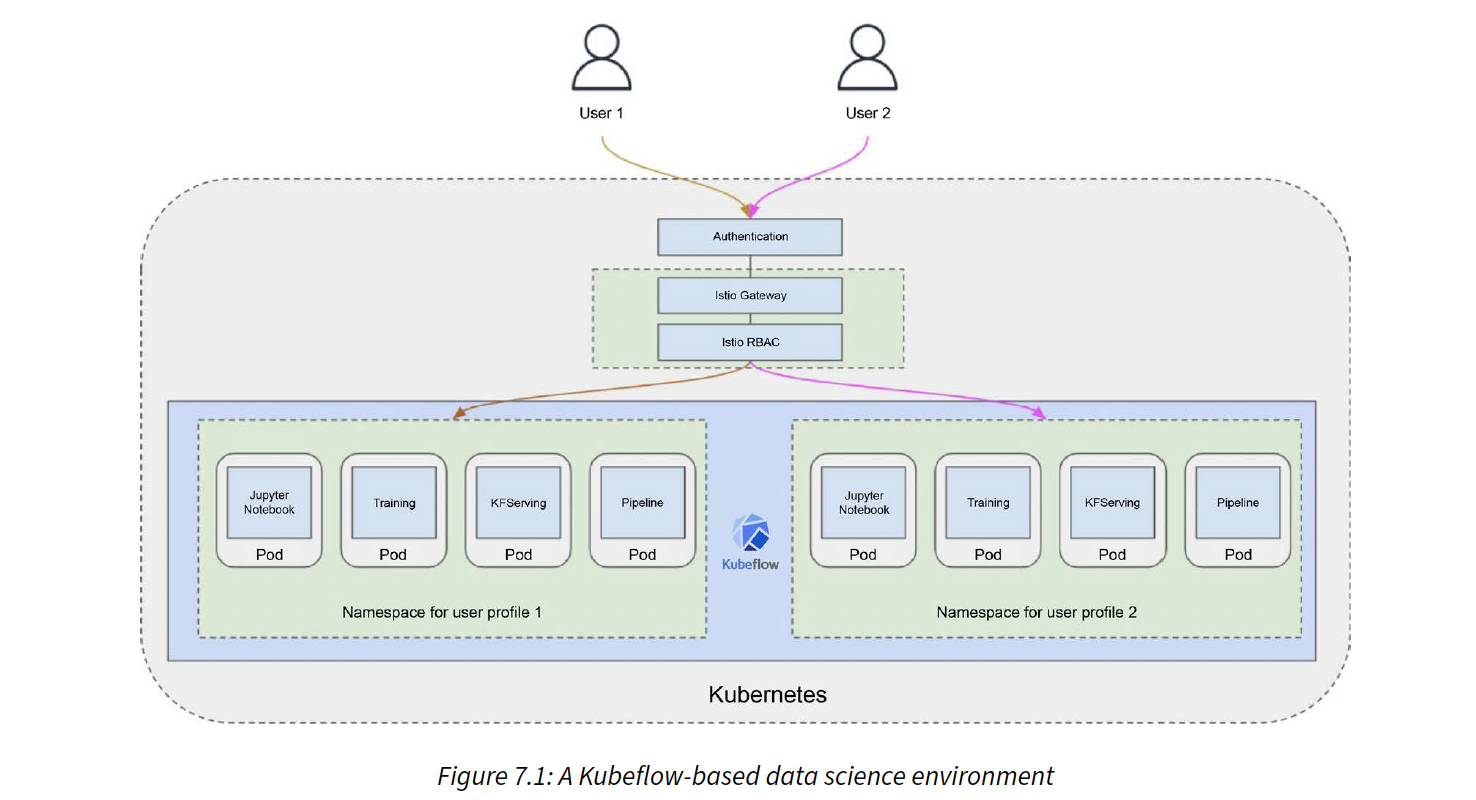 User 1
User 2
Authentication
Istio Gateway
Istio RBAC
Jupyter
Notebook
Pod
Training
Pod
KFServing
Pod
Pipeline
Pod
Namespace for user profile 1
Kubeflow
Jupyter
Notebook
Pod
Training
Pod
KFServing
Pod
Pipeline
Pod
Namespace for user profile 2
Kubernetes
Figure 7.1: A Kubeflow-based data science environment